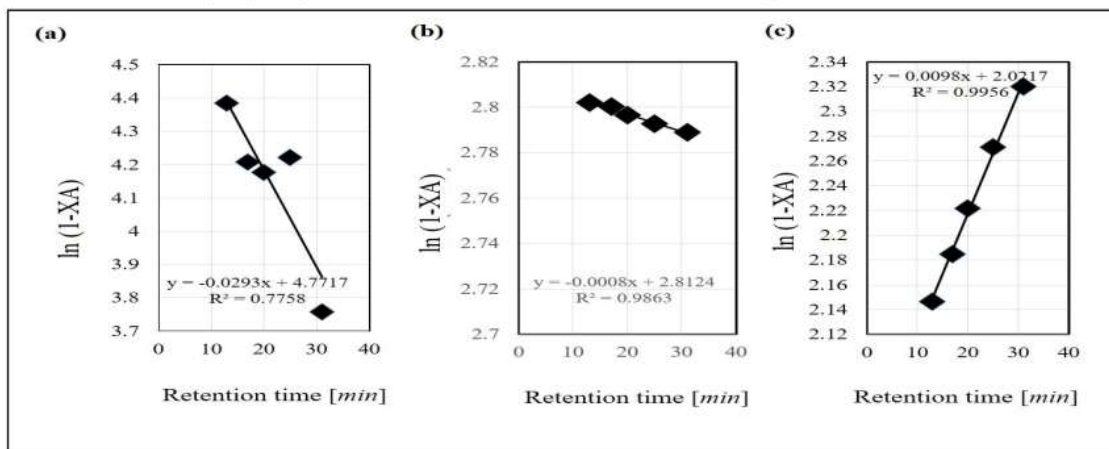 (a)
ln (1-XA)
4.5
4.4
4.3
4.2
4.1
4
3.9
3.8
3.7
y = -0.0293x + 4.7717
R² = 0.7758
0 10 20 30 40
Retention time [min]
(b)
ln (1-XA)
2.82
2.8
2.78
2.76
2.74
2.72
2.7
y = -0.0008x + 2.8124
R² = 0.9863
0 10 20 30 40
Retention time [min]
(c)
ln (1-XA)
2.34
2.32
2.3
2.28
2.26
2.24
2.22
2.2
2.18
2.16
2.14
2.12
y = 0.0098x + 2.0217
R² = 0.9956
0 10 20 30 40
Retention time [min]